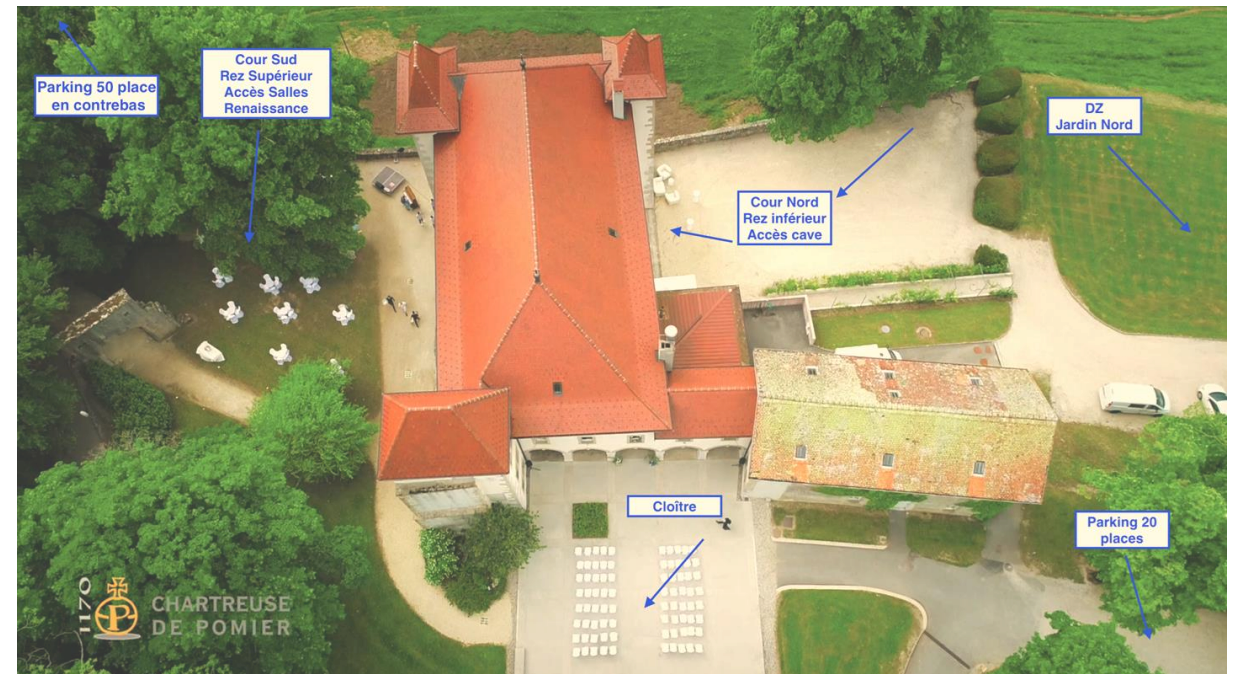 Parking 50 place
en contrebas
Cour Sud
Rez Supérieur
Accès Salles
Renaissance
DZ
Jardin Nord
Cour Nord
Rez inférieur
Accès cave
Cloître
Parking 20
places
1170
P
CHARTREUSE
DE POMIER